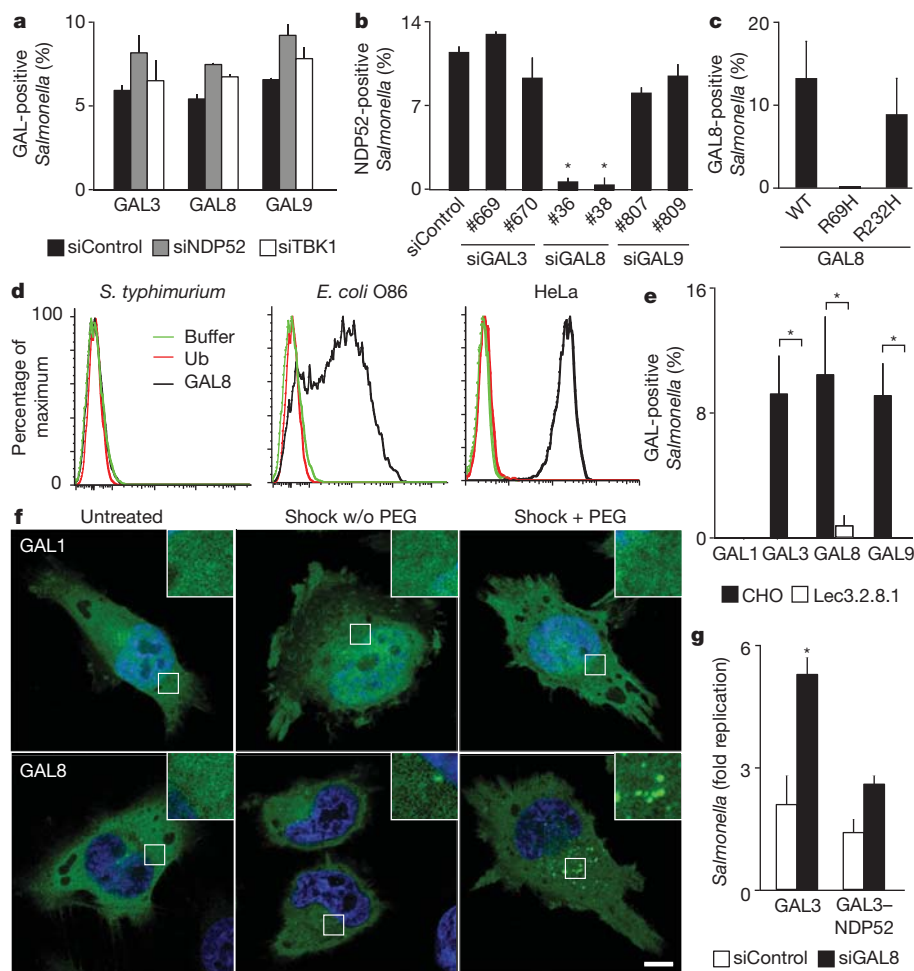 a
GAL-positive
Salmonella (%)
10
5
0
GAL3 GAL8 GAL9
siControl siNDP52 siTBK1
b
NDP52-positive
Salmonella (%)
14
7
0
* *
siControl #669 #670 #36 #38 #807 #809
siGAL3 siGAL8 siGAL9
c
GAL8-positive
Salmonella (%)
20
10
0
WT R69H R232H
GAL8
d
S. typhimurium E. coli O86 HeLa
Percentage of
maximum
100
0
Buffer
Ub
GAL8
e
GAL-positive
Salmonella (%)
16
8
0
* * *
GAL1 GAL3 GAL8 GAL9
CHO Lec3.2.8.1
f
Untreated Shock w/o PEG Shock + PEG
GAL1
GAL8
g
Salmonella (fold replication)
6
3
0
*
GAL3 GAL3–
NDP52
siControl siGAL8